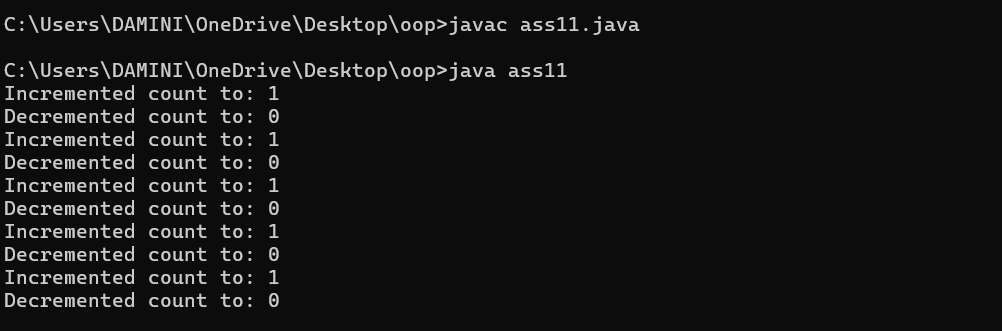 C:\Users\DAMINI\OneDrive\Desktop\oop>javac ass11.java
C:\Users\DAMINI\OneDrive\Desktop\oop>java ass11
Incremented count to: 1
Decremented count to: 0
Incremented count to: 1
Decremented count to: 0
Incremented count to: 1
Decremented count to: 0
Incremented count to: 1
Decremented count to: 0
Incremented count to: 1
Decremented count to: 0